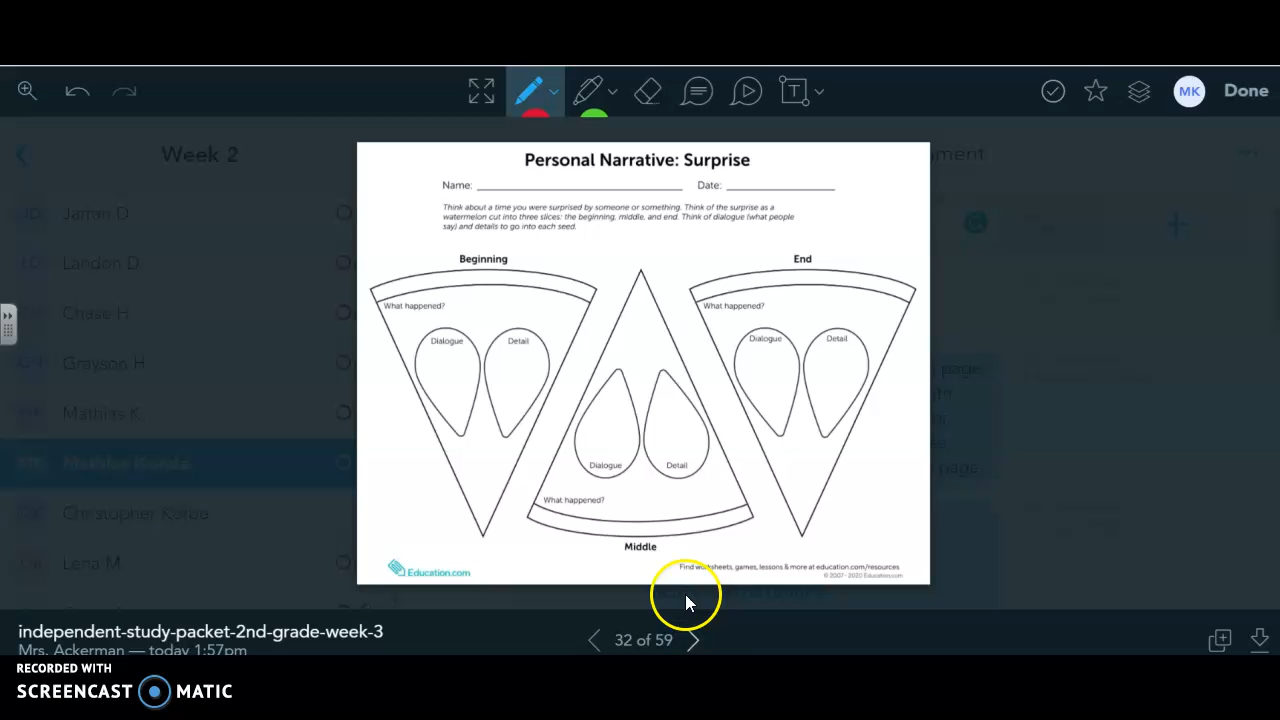 T
MK
Done
Week 2
Jarran D
Landon D
Chase H
Grayson H
Mathias K
Christopher
Lena M
page
page
Personal Narrative: Surprise
Name:
Date:
Think about a time you were surprised by someone or something. Think of the surprise as a
watermelon cut into three slices: the beginning, middle, and end. Think of dialogue (what people
say) and details to go into each seed.
Beginning
What happened?
Dialogue
Detail
Dialogue
Detail
What happened?
Middle
End
What happened?
Dialogue
Detail
Education.com
Find worksheets, games, lessons & more at education.com/resources
© 2007 - 2020 Education.com
independent-study-packet-2nd-grade-week-3
Mrs. Ackerman — today 1:57pm
32 of 59
RECORDED WITH
SCREENCAST MATIC